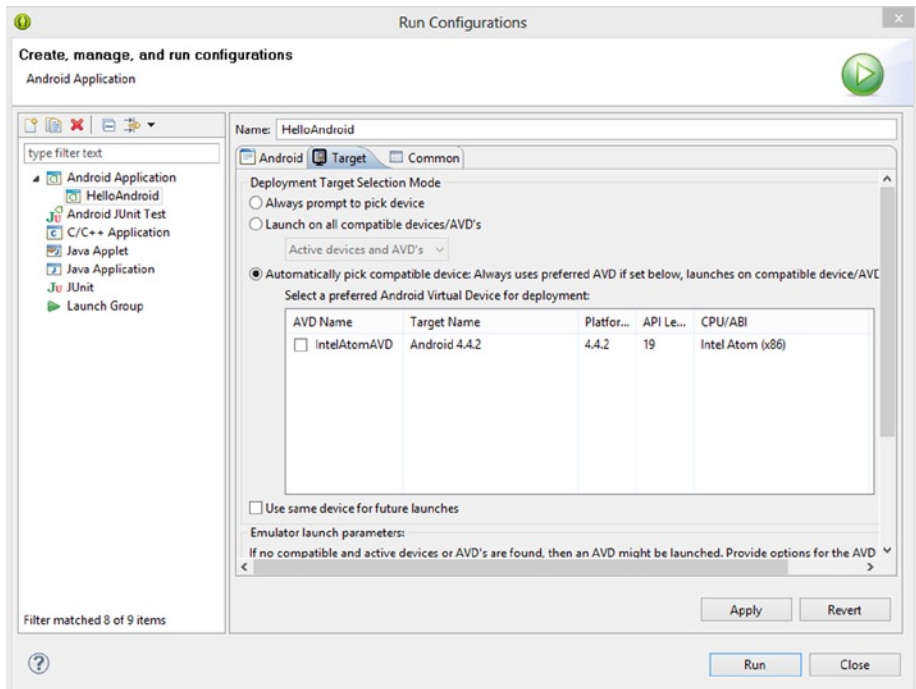 Run Configurations
Create, manage, and run configurations
Android Application
type filter text
Android Application
HelloAndroid
Android JUnit Test
C/C++ Application
Java Applet
Java Application
JUnit
Launch Group
Filter matched 8 of 9 items
Name: HelloAndroid
Android Target Common
Deployment Target Selection Mode
Always prompt to pick device
Launch on all compatible devices/AVD's
Active devices and AVD's
Automatically pick compatible device: Always uses preferred AVD if set below, launches on compatible device/AVD
Select a preferred Android Virtual Device for deployment:
AVD Name Target Name Platfor... API Le... CPU/ABI
IntelAtomAVD Android 4.4.2 4.4.2 19 Intel Atom (x86)
Use same device for future launches
Emulator launch parameters:
If no compatible and active devices or AVD's are found, then an AVD might be launched. Provide options for the AVD
Apply Revert
Run Close